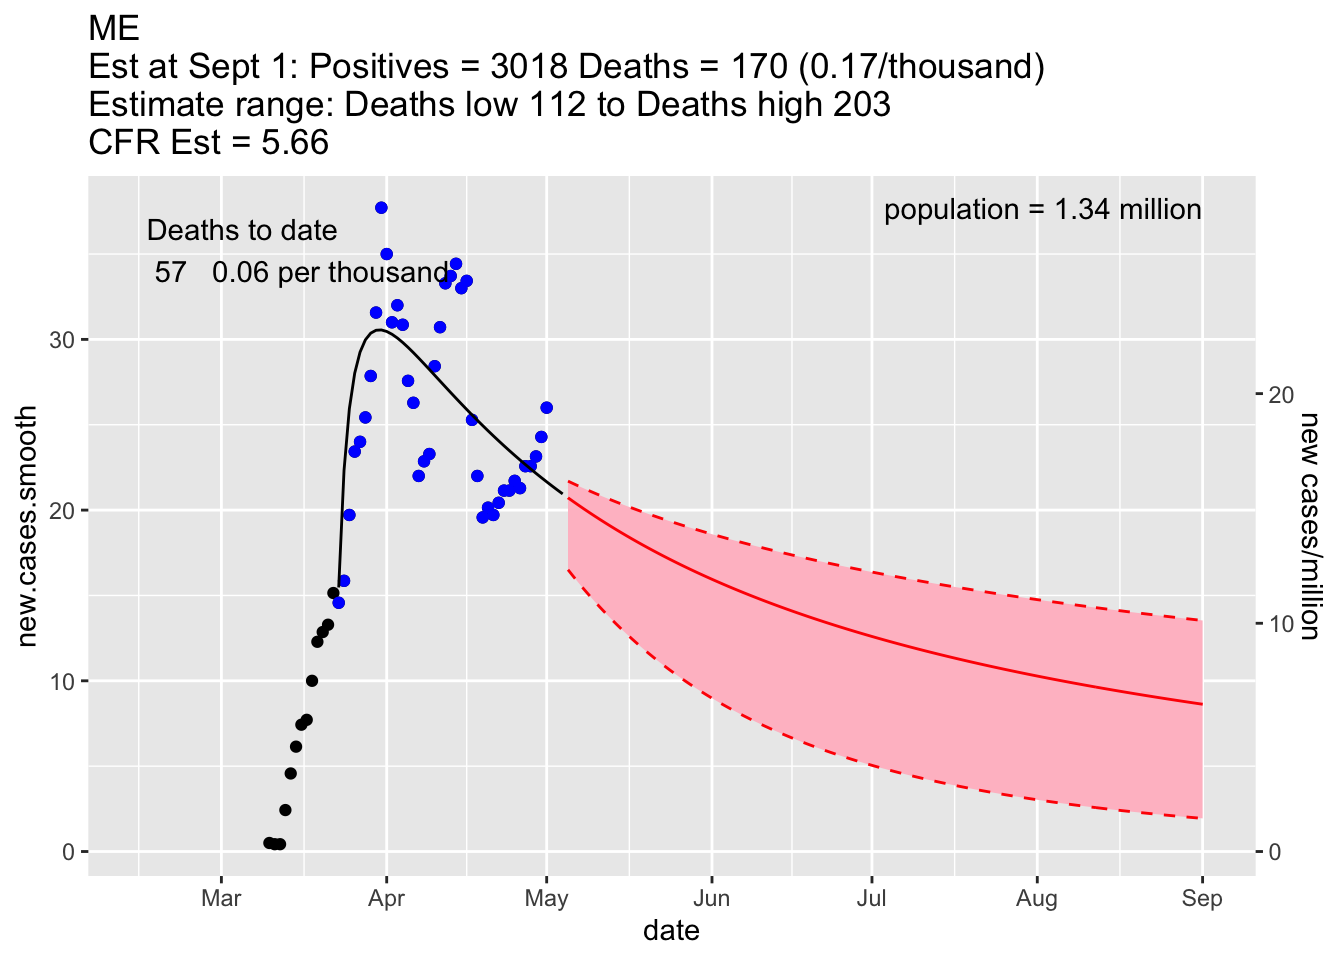 ME
Est at Sept 1: Positives = 3018 Deaths = 170 (0.17/thousand)
Estimate range: Deaths low 112 to Deaths high 203
CFR Est = 5.66
Deaths to date
57 0.06 per thousand
population = 1.34 million
new.cases.smooth
30
20
10
0
20
10
0
new cases/million
Mar Apr May Jun Jul Aug Sep
date